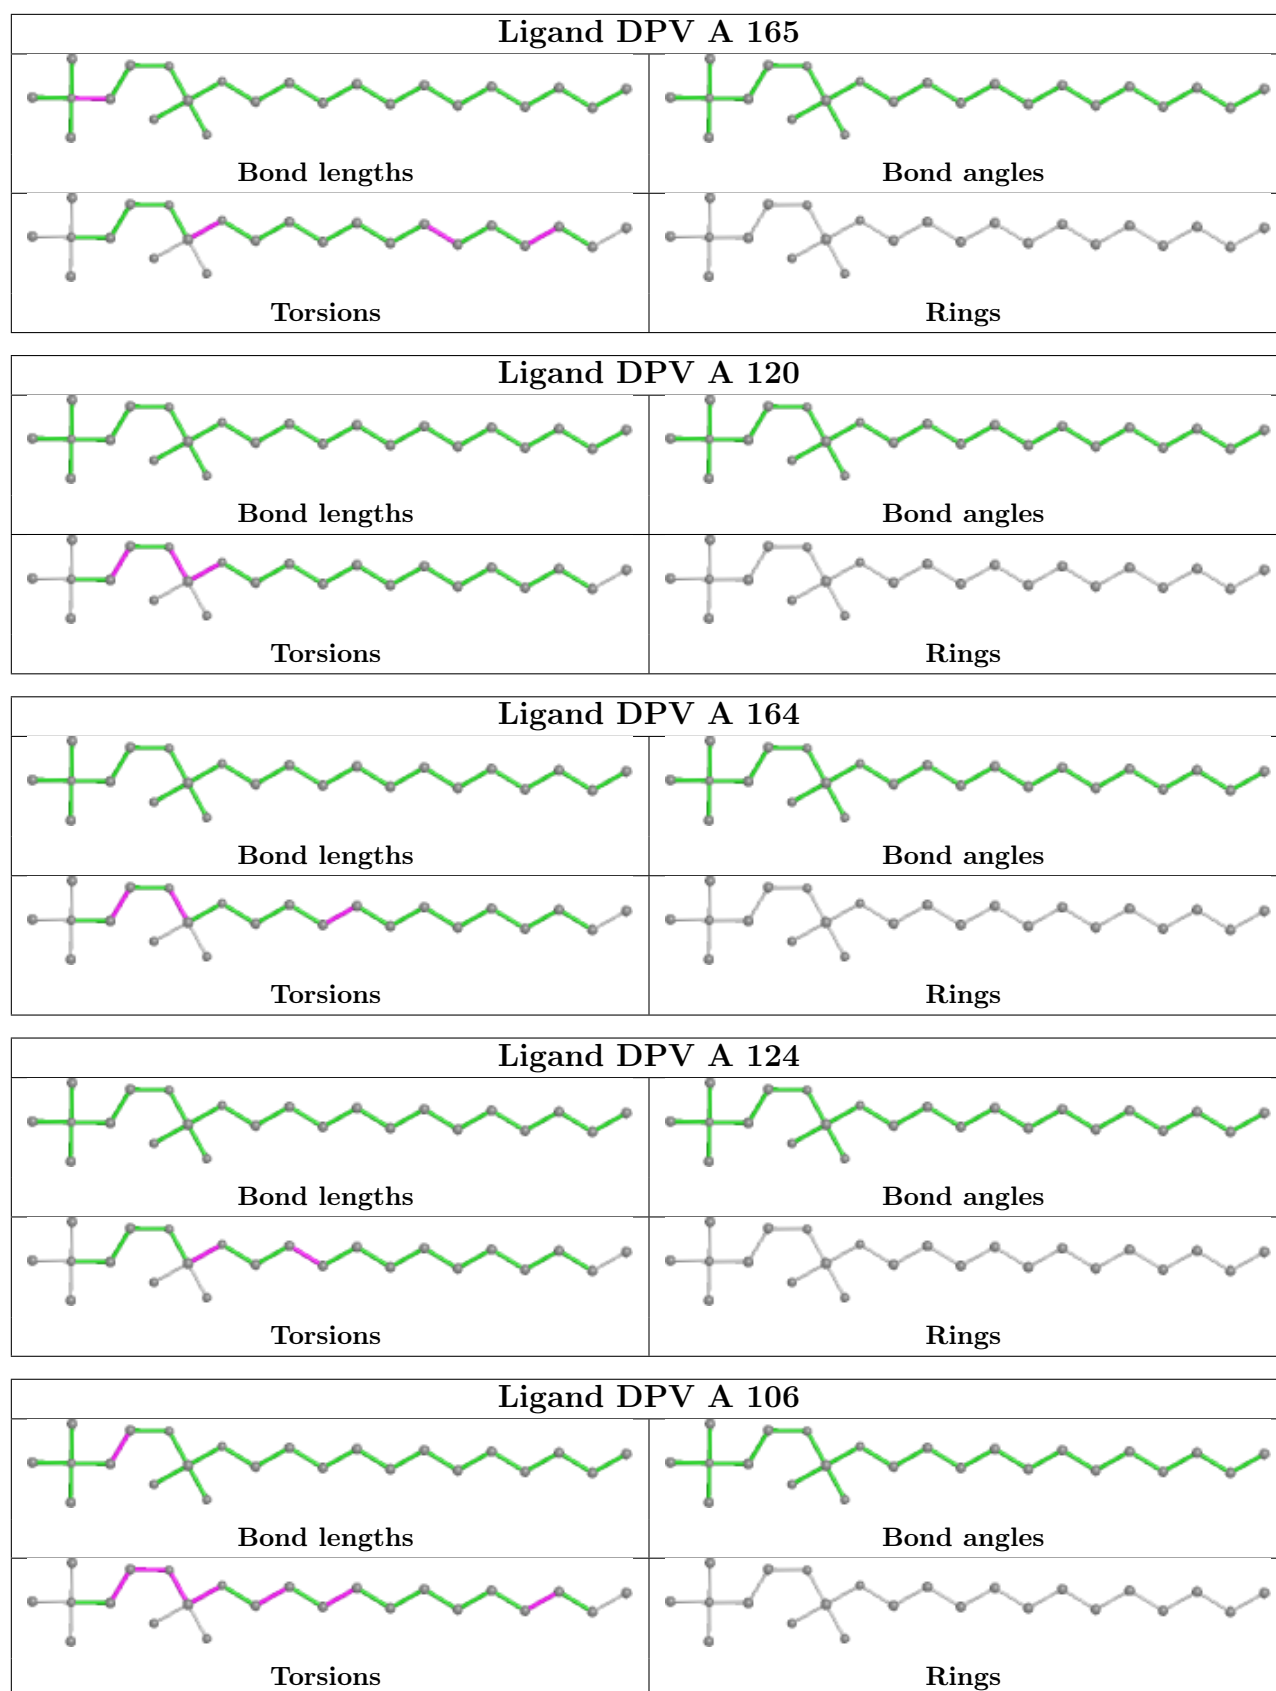 Ligand DPV A 165
Bond lengths
Bond angles
Torsions
Rings
Ligand DPV A 120
Bond lengths
Bond angles
Torsions
Rings
Ligand DPV A 164
Bond lengths
Bond angles
Torsions
Rings
Ligand DPV A 124
Bond lengths
Bond angles
Torsions
Rings
Ligand DPV A 106
Bond lengths
Bond angles
Torsions
Rings